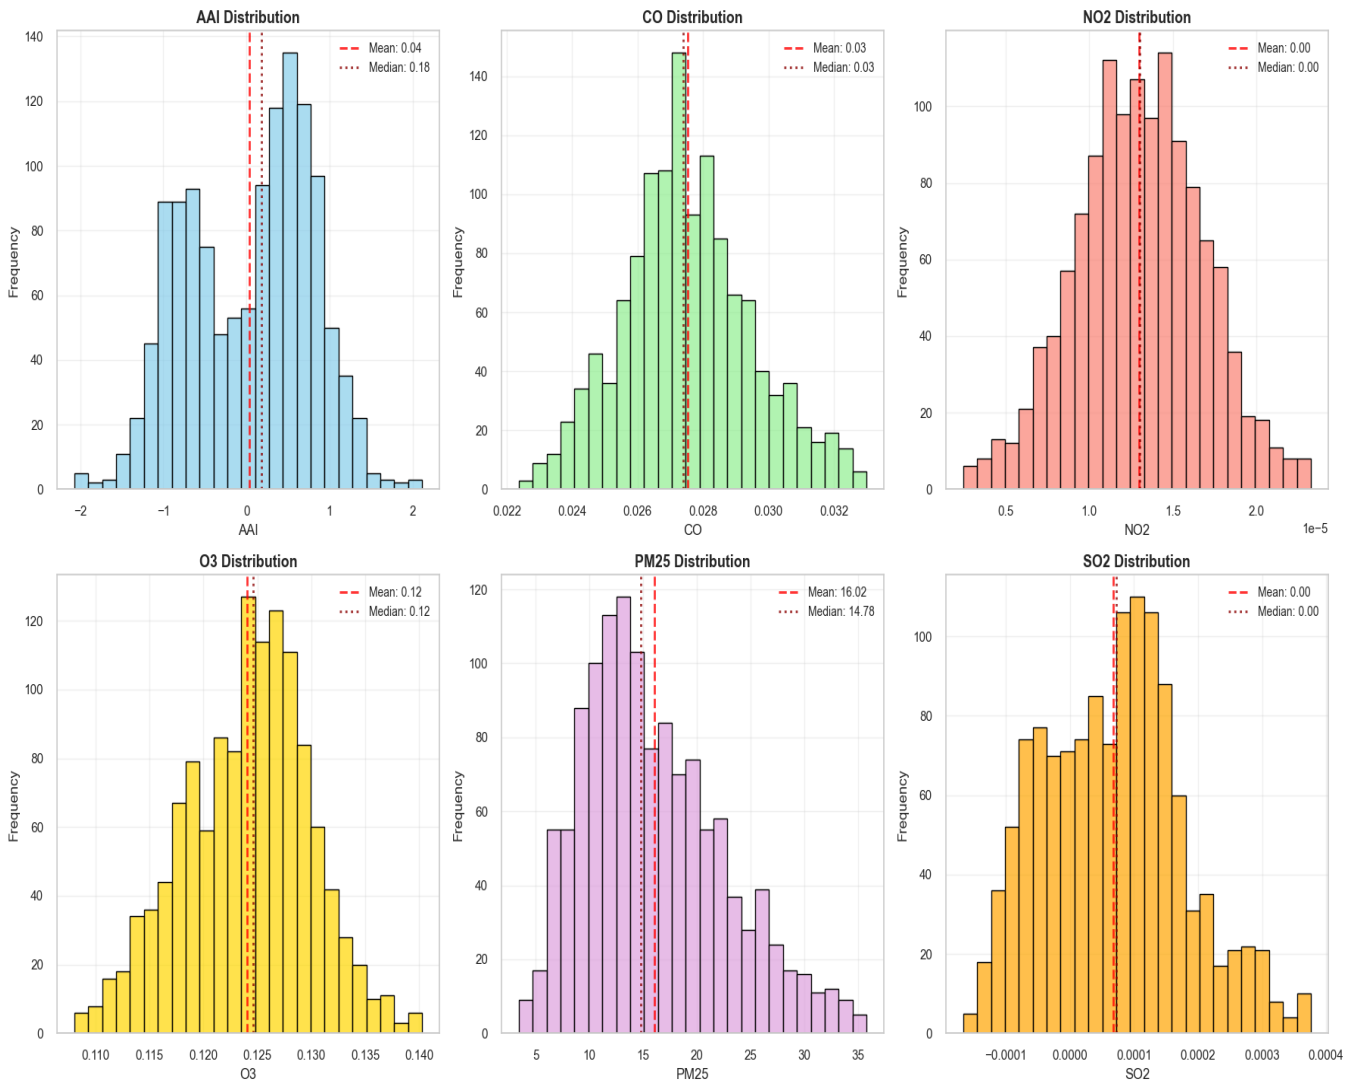 AAI Distribution
Mean: 0.04
Median: 0.18
140
120
100
80
60
40
20
0
Frequency
−2
−1
0
1
2
AAI
CO Distribution
Mean: 0.03
Median: 0.03
140
120
100
80
60
40
20
0
Frequency
0.022
0.024
0.026
0.028
0.030
0.032
CO
NO2 Distribution
Mean: 0.00
Median: 0.00
100
80
60
40
20
0
Frequency
0.5
1.0
1.5
2.0
1e−5
NO2
O3 Distribution
Mean: 0.12
Median: 0.12
120
100
80
60
40
20
0
Frequency
0.110
0.115
0.120
0.125
0.130
0.135
0.140
O3
PM25 Distribution
Mean: 16.02
Median: 14.78
120
100
80
60
40
20
0
Frequency
5
10
15
20
25
30
35
PM25
SO2 Distribution
Mean: 0.00
Median: 0.00
100
80
60
40
20
0
Frequency
−0.0001
0.0000
0.0001
0.0002
0.0003
0.0004
SO2